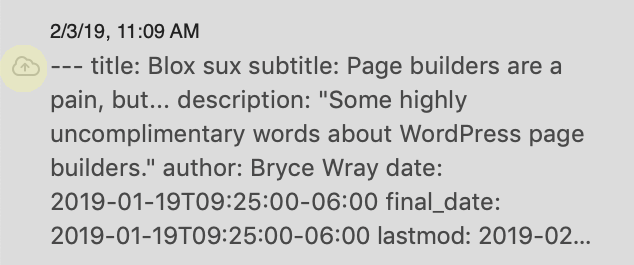 2/3/19, 11:09 AM
--- title: Blox sux subtitle: Page builders are a
pain, but... description: "Some highly
uncomplimentary words about WordPress page
builders." author: Bryce Wray date:
2019-01-19T09:25:00-06:00 final_date:
2019-01-19T09:25:00-06:00 lastmod: 2019-02...